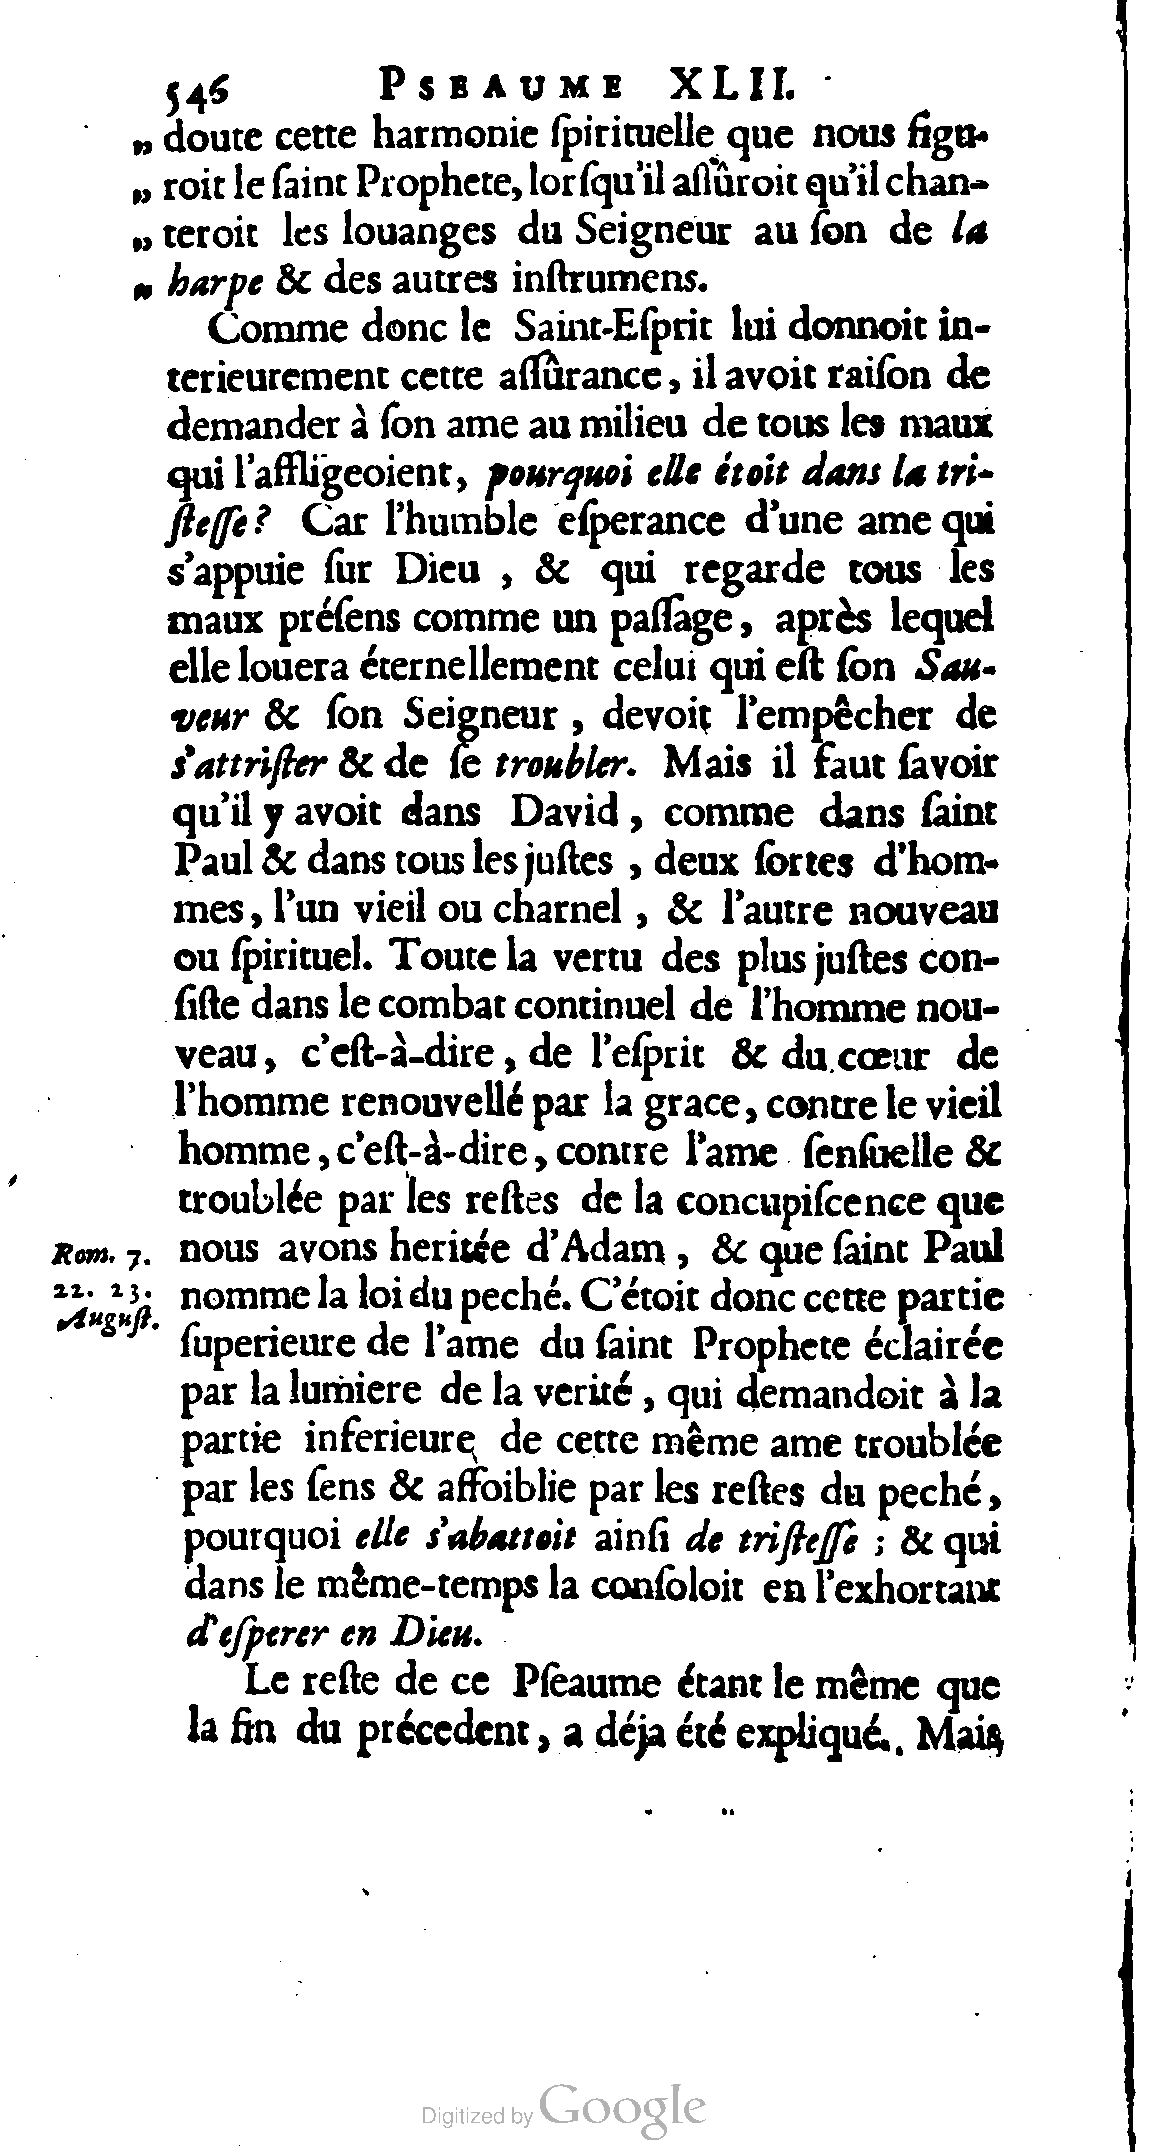 546 PSEAUME XLII.
„ doute cette harmonie ſpirituelle que nous figu-
„ roit le ſaint Prophete, lorſqu'il aſſûroit qu'il chan-
„ teroit les louanges du Seigneur au ſon de la
„ harpe & des autres inſtrumens.
Comme donc le Saint-Eſprit lui donnoit in-
terieurement cette aſſûrance, il avoit raiſon de
demander à ſon ame au milieu de tous les maux
qui l'affligeoient, pourquoi elle étoit dans la tri-
ſteſſe? Car l'humble eſperance d'une ame qui
s'appuie ſur Dieu, & qui regarde tous les
maux préſens comme un paſſage, après lequel
elle louera éternellement celui qui eſt ſon Sau-
veur & ſon Seigneur, devoit l'empêcher de
s'attriſter & de ſe troubler. Mais il faut ſavoir
qu'il y avoit dans David, comme dans ſaint
Paul & dans tous les juſtes, deux ſortes d'hom-
mes, l'un vieil ou charnel, & l'autre nouveau
ou ſpirituel. Toute la vertu des plus juſtes con-
ſiſte dans le combat continuel de l'homme nou-
veau, c'eſt-à-dire, de l'eſprit & du cœur de
l'homme renouvellé par la grace, contre le vieil
homme, c'eſt-à-dire, contre l'ame ſenſuelle &
troublée par les reſtes de la concupiſcence que
Rom. 7. nous avons heritée d'Adam, & que ſaint Paul
22. 23. nomme la loi du peché. C'étoit donc cette partie
Auguſt. ſuperieure de l'ame du ſaint Prophete éclairée
par la lumiere de la verité, qui demandoit à la
partie inferieure de cette même ame troublée
par les ſens & affoiblie par les reſtes du peché,
pourquoi elle s'abattoit ainſi de triſteſſe; & qui
dans le même-temps la conſoloit en l'exhortant
d'eſperer en Dieu.
Le reſte de ce Pſeaume étant le même que
la fin du précedent, a déja été expliqué. Mais
Digitized by Google